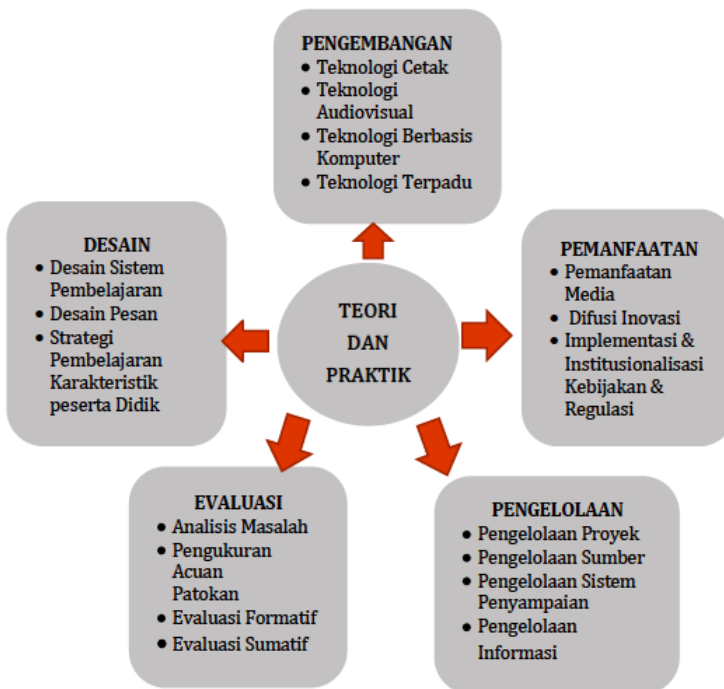 PENGEMBANGAN
• Teknologi Cetak
• Teknologi
Audiovisual
• Teknologi Berbasis
Komputer
• Teknologi Terpadu
DESAIN
• Desain Sistem
Pembelajaran
• Desain Pesan
• Strategi
Pembelajaran
Karakteristik
peserta Didik
TEORI
DAN
PRAKTIK
PEMANFAATAN
• Pemanfaatan
Media
• Difusi Inovasi
• Implementasi &
Institusionalisasi
Kebijakan &
Regulasi
EVALUASI
• Analisis Masalah
• Pengukuran
Acuan
Patokan
• Evaluasi Formatif
• Evaluasi Sumatif
PENGELOLAAN
• Pengelolaan Proyek
• Pengelolaan Sumber
• Pengelolaan Sistem
Penyampaian
• Pengelolaan
Informasi